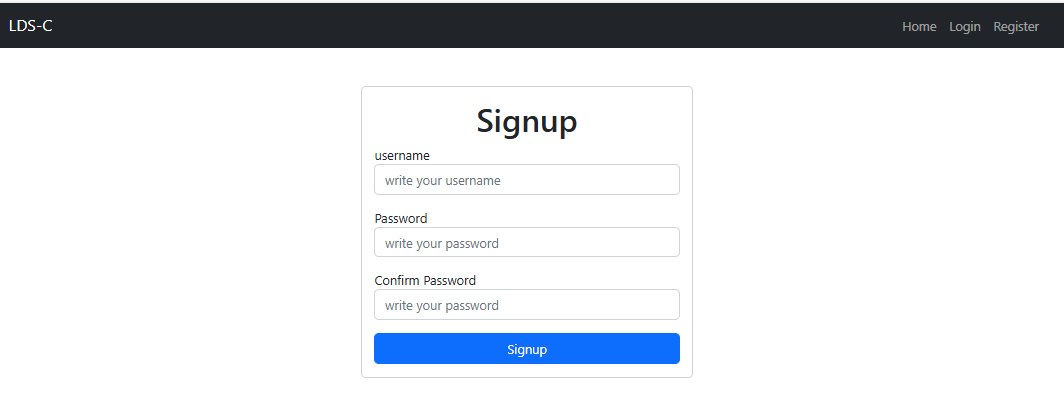 LDS-C Home Login Register
Signup
username
write your username
Password
write your password
Confirm Password
write your password
Signup